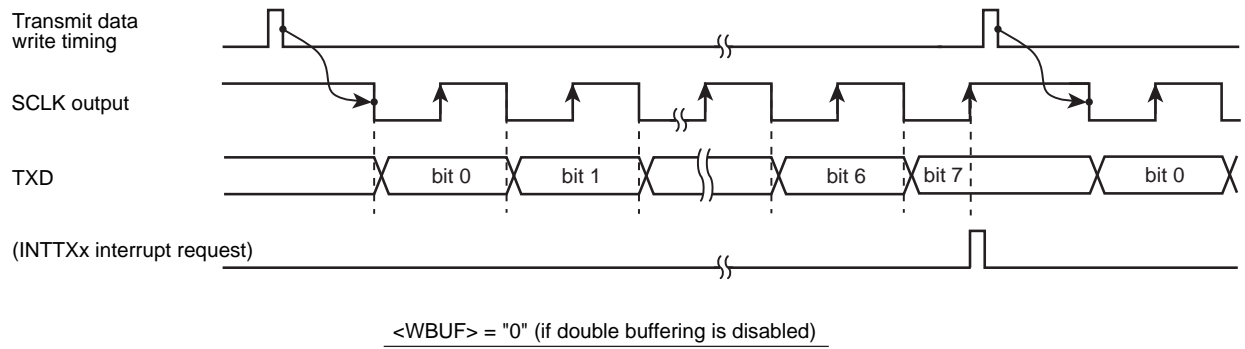 Transmit data
write timing
SCLK output
TXD
bit 0
bit 1
bit 6
bit 7
bit 0
(INTTXx interrupt request)
<WBUF> = "0" (if double buffering is disabled)